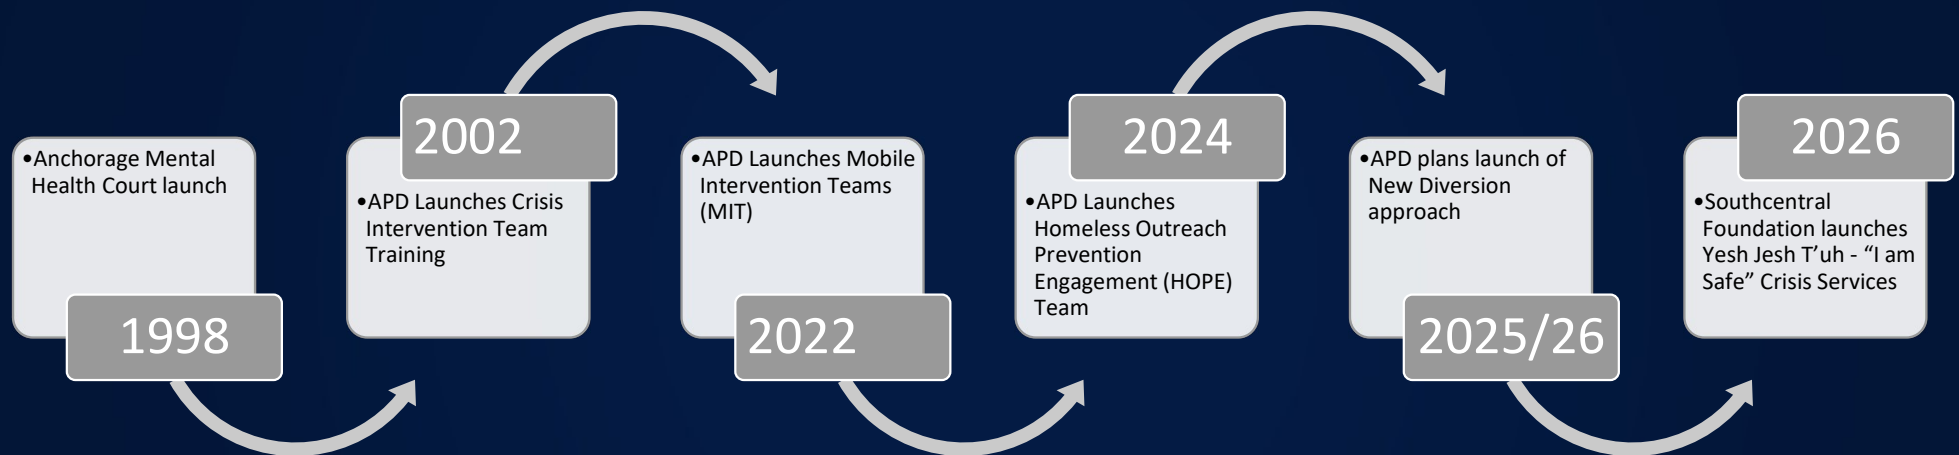 •Anchorage Mental
Health Court launch
1998
2002
•APD Launches Crisis
Intervention Team
Training
•APD Launches Mobile
Intervention Teams
(MIT)
2022
2024
•APD Launches
Homeless Outreach
Prevention
Engagement (HOPE)
Team
•APD plans launch of
New Diversion
approach
2025/26
2026
•Southcentral
Foundation launches
Yesh Jesh T’uh - “I am
Safe” Crisis Services